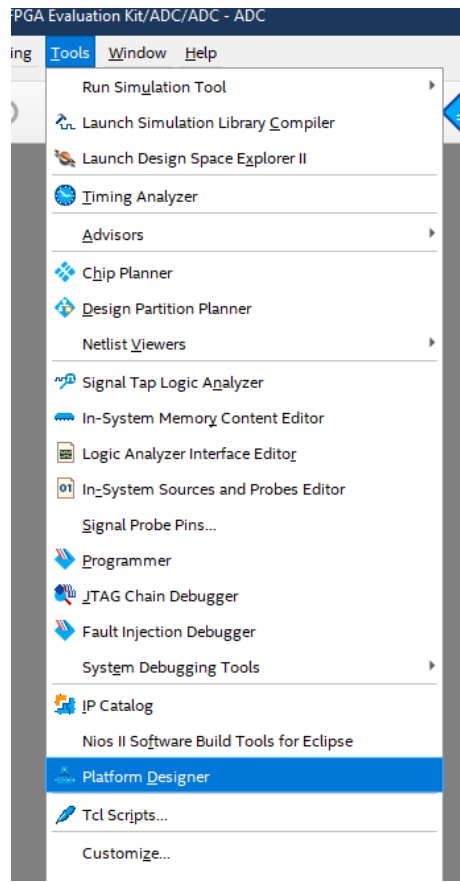 FPGA Evaluation Kit/ADC/ADC - ADC
ing Tools Window Help
Run Simulation Tool
Launch Simulation Library Compiler
Launch Design Space Explorer II
Timing Analyzer
Advisors
Chip Planner
Design Partition Planner
Netlist Viewers
Signal Tap Logic Analyzer
In-System Memory Content Editor
Logic Analyzer Interface Editor
01 In-System Sources and Probes Editor
Signal Probe Pins...
Programmer
JTAG Chain Debugger
Fault Injection Debugger
System Debugging Tools
IP Catalog
Nios II Software Build Tools for Eclipse
Platform Designer
Tcl Scripts...
Customize...